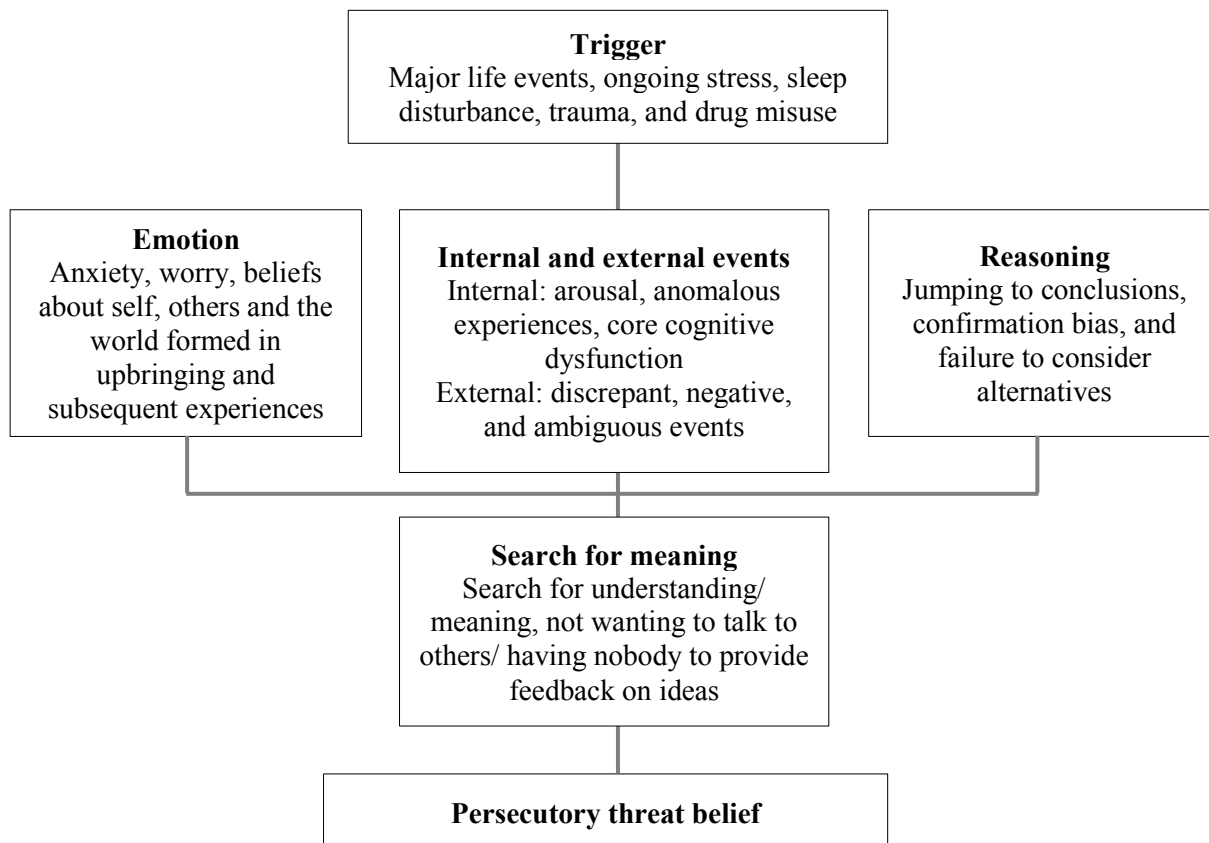 Trigger
Major life events, ongoing stress, sleep
disturbance, trauma, and drug misuse
Emotion
Anxiety, worry, beliefs
about self, others and the
world formed in
upbringing and
subsequent experiences
Internal and external events
Internal: arousal, anomalous
experiences, core cognitive
dysfunction
External: discrepant, negative,
and ambiguous events
Reasoning
Jumping to conclusions,
confirmation bias, and
failure to consider
alternatives
Search for meaning
Search for understanding/
meaning, not wanting to talk to
others/ having nobody to provide
feedback on ideas
Persecutory threat belief